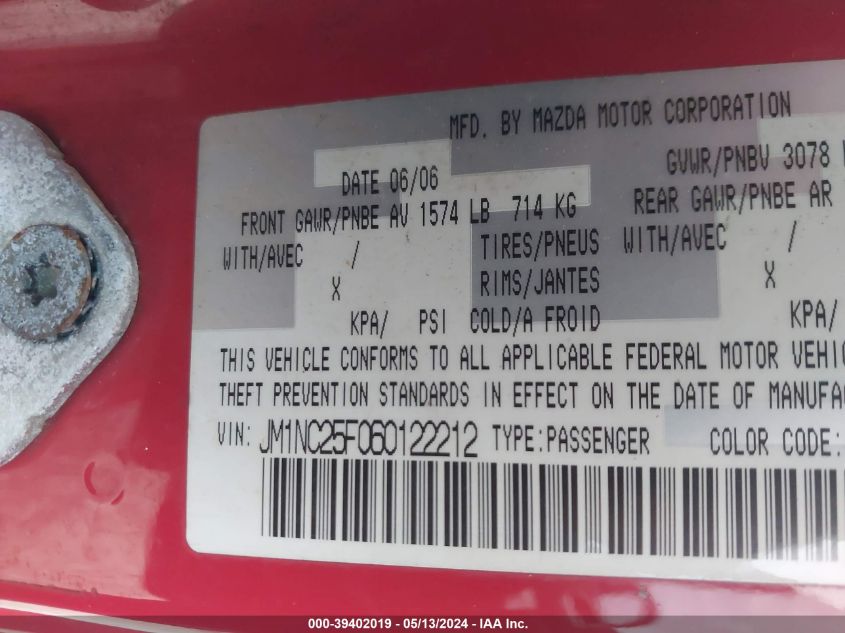 MFD. BY MAZDA MOTOR CORPORATION
DATE 06/06
GVWR/PNBV 3078
FRONT GAWR/PNBE AV 1574 LB 714 KG
REAR GAWR/PNBE AR
WITH/AVEC /
TIRES/PNEUS
WITH/AVEC /
X
RIMS/JANTES
X
KPA/ PSI COLD/A FROID
KPA/
THIS VEHICLE CONFORMS TO ALL APPLICABLE FEDERAL MOTOR VEHIC
THEFT PREVENTION STANDARDS IN EFFECT ON THE DATE OF MANUFA
VIN: JM1NC25F060122212 TYPE:PASSENGER COLOR CODE:
000-39402019 - 05/13/2024 - IAA Inc.